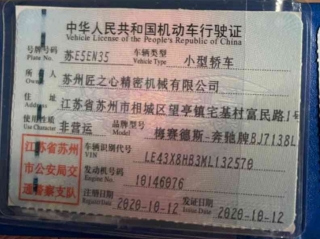 中华人民共和国机动车行驶证
Vehicle License of the People's Republic of China
号牌号码 苏E5EN35 车辆类型 小型轿车
Plate No. Vehicle Type
苏州匠之心精密机械有限公司
江苏省苏州市相城区望亭镇宅基村富民路1号
使用性质 非营运 品牌型号 梅赛德斯-奔驰牌BJ7138L
Use Character Model
江苏省苏州
市公安局交
通警察支队
车辆识别代号 LE43X8HB3ML132570
VIN
发动机号码 10146076
Engine No.
注册日期 2020-10-12 发证日期 2020-10-12
Register Date Issue Date